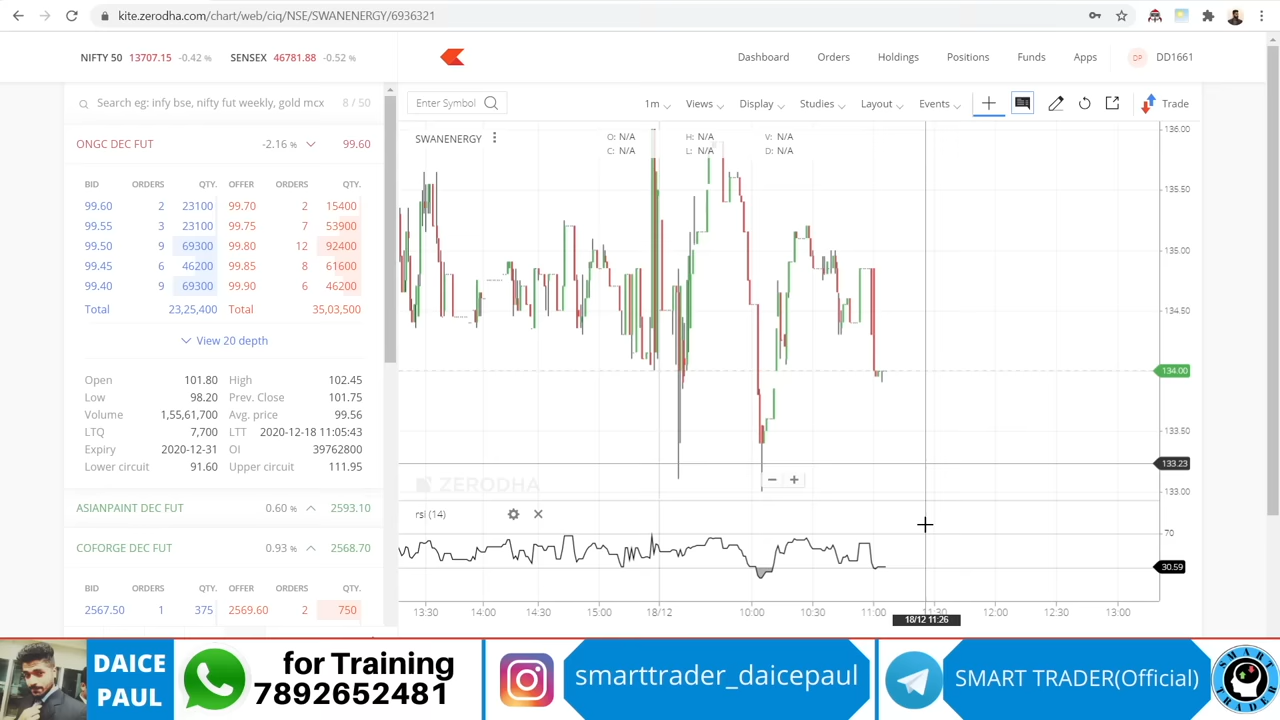 kite.zerodha.com/chart/web/ciq/NSE/SWANENERGY/6936321
NIFTY 50 13707.15 -0.42 % SENSEX 46781.88 -0.52 %
Dashboard Orders Holdings Positions Funds Apps DP DD1661
Search eg: infy bse, nifty fut weekly, gold mcx 8 / 50
Enter Symbol 1m Views Display Studies Layout Events Trade
ONGC DEC FUT -2.16 % 99.60
BID ORDERS QTY. OFFER ORDERS QTY.
99.60 2 23100 99.70 2 15400
99.55 3 23100 99.75 7 53900
99.50 9 69300 99.80 12 92400
99.45 6 46200 99.85 8 61600
99.40 9 69300 99.90 6 46200
Total 23,25,400 Total 35,03,500
View 20 depth
Open 101.80 High 102.45
Low 98.20 Prev. Close 101.75
Volume 1,55,61,700 Avg. price 99.56
LTQ 7,700 LTT 2020-12-18 11:05:43
Expiry 2020-12-31 OI 39762800
Lower circuit 91.60 Upper circuit 111.95
ASIANPAINT DEC FUT 0.60 % 2593.10
COFORGE DEC FUT 0.93 % 2568.70
BID ORDERS QTY. OFFER ORDERS QTY.
2567.50 1 375 2569.60 2 750
SWANENERGY
O: N/A H: N/A V: N/A
C: N/A L: N/A D: N/A
136.00
135.50
135.00
134.50
134.00
133.50
133.23
133.00
ZERODHA
rsi (14)
70
30.59
13:30 14:00 14:30 15:00 18/12 10:00 10:30 11:00 11:30 12:00 12:30 13:00
18/12 11:26
DAICE
PAUL
for Training
7892652481
smarttrader_daicepaul
SMART TRADER(Official)
SMART
TRADER